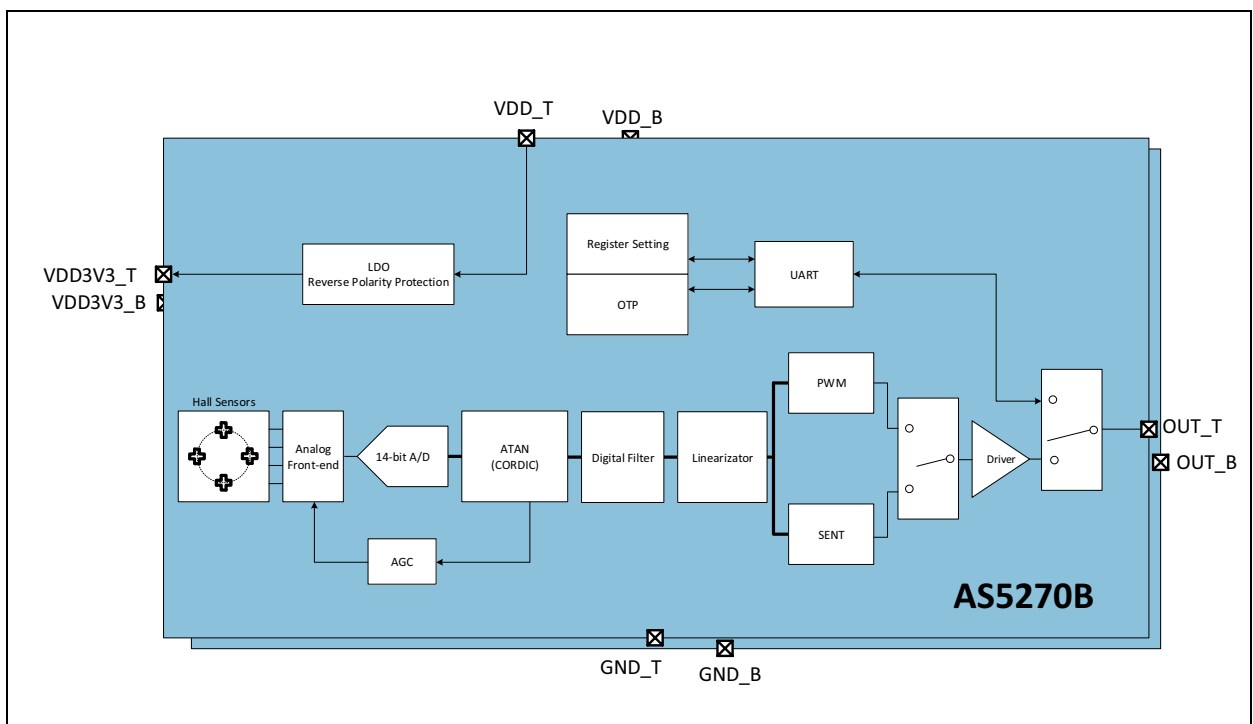 VDD_T
VDD_B
Register Setting
LDO
Reverse Polarity Protection
UART
VDD3V3_T
VDD3V3_B
OTP
PWM
Hall Sensors
Analog
Front-end
14-bit A/D
ATAN
(CORDIC)
Digital Filter
Linearizator
Driver
OUT_T
OUT_B
SENT
AGC
AS5270B
GND_T
GND_B